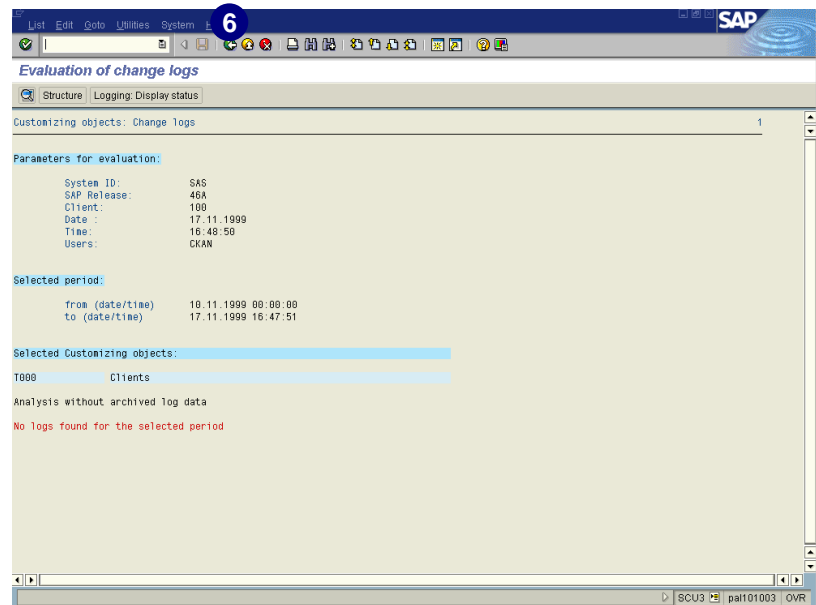 List Edit Goto Utilities System H
6
SAP
Evaluation of change logs
Structure Logging: Display status
Customizing objects: Change logs 1
Parameters for evaluation:
System ID: SAS
SAP Release: 46A
Client: 100
Date : 17.11.1999
Time: 16:48:50
Users: CKAN
Selected period:
from (date/time) 10.11.1999 00:00:00
to (date/time) 17.11.1999 16:47:51
Selected Customizing objects:
T000 Clients
Analysis without archived log data
No logs found for the selected period
SCU3 pal101003 OVR